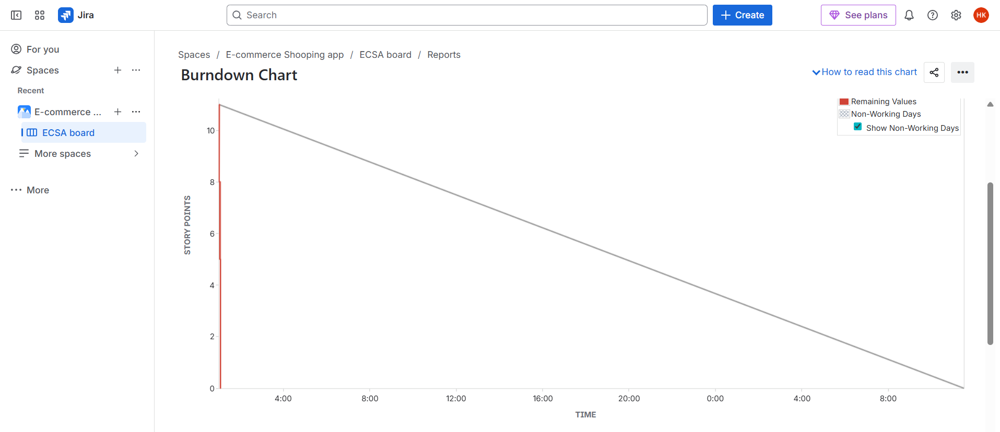 Jira
Search
Create
See plans
HK
For you
Spaces
Recent
E-commerce ...
ECSA board
More spaces
More
Spaces / E-commerce Shooping app / ECSA board / Reports
Burndown Chart
How to read this chart
Remaining Values
Non-Working Days
Show Non-Working Days
STORY POINTS
10
8
6
4
2
0
4:00 8:00 12:00 16:00 20:00 0:00 4:00 8:00
TIME